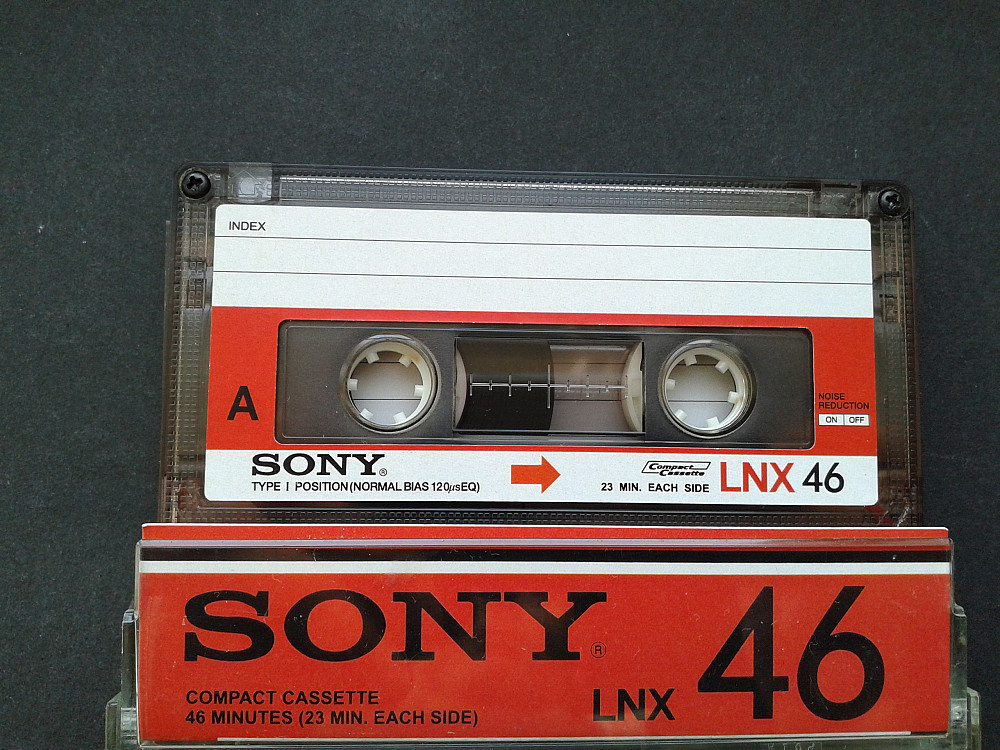 INDEX
A
NOISE
REDUCTION
ON OFF
SONY®
TYPE I POSITION (NORMAL BIAS 120µsEQ)
Compact
Cassette
23 MIN. EACH SIDE
LNX 46
SONY®
COMPACT CASSETTE
46 MINUTES (23 MIN. EACH SIDE)
LNX 46